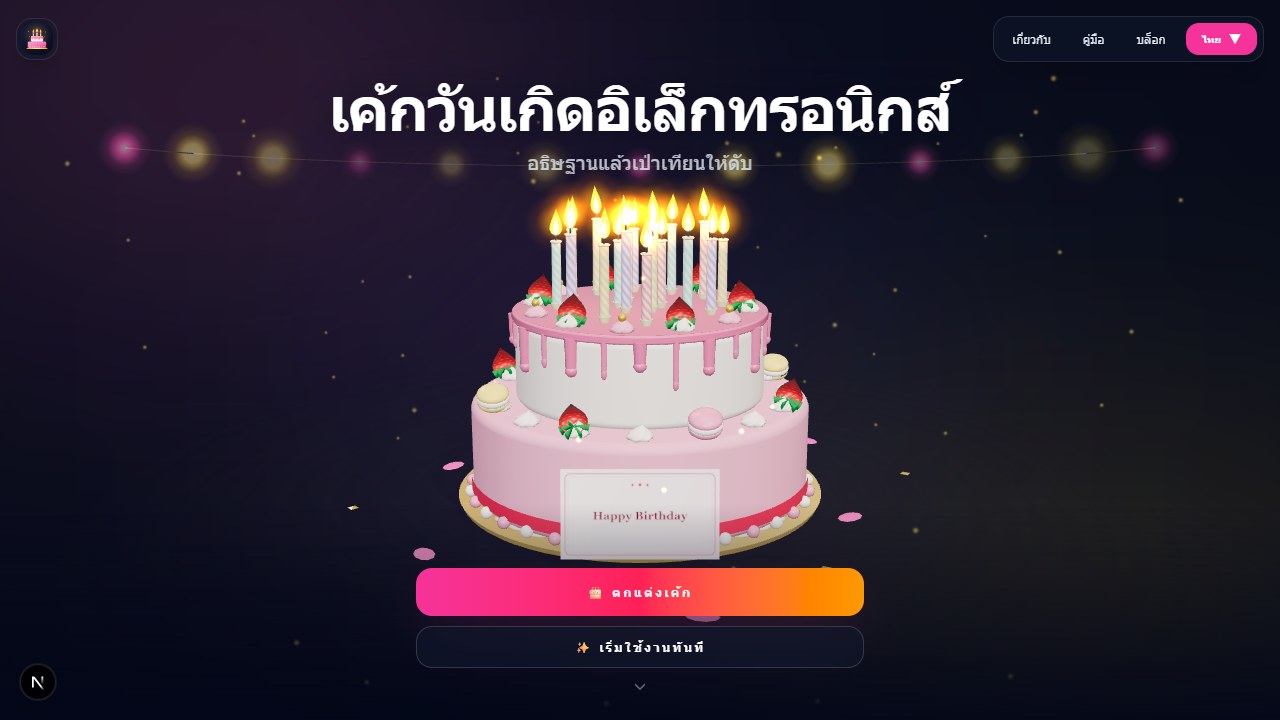 เกี่ยวกับ
คู่มือ
บล็อก
ไทย ▼
เค้กวันเกิดอิเล็กทรอนิกส์
อธิษฐานแล้วเป่าเทียนให้ดับ
Happy Birthday
ตกแต่งเค้ก
เริ่มใช้งานทันที
N